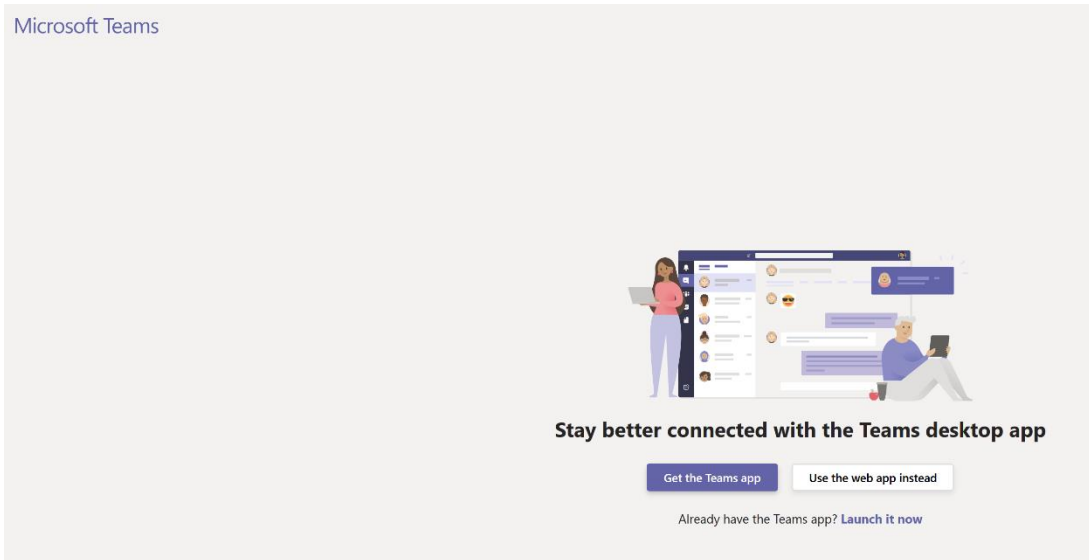 Microsoft Teams
Stay better connected with the Teams desktop app
Get the Teams app
Use the web app instead
Already have the Teams app? Launch it now